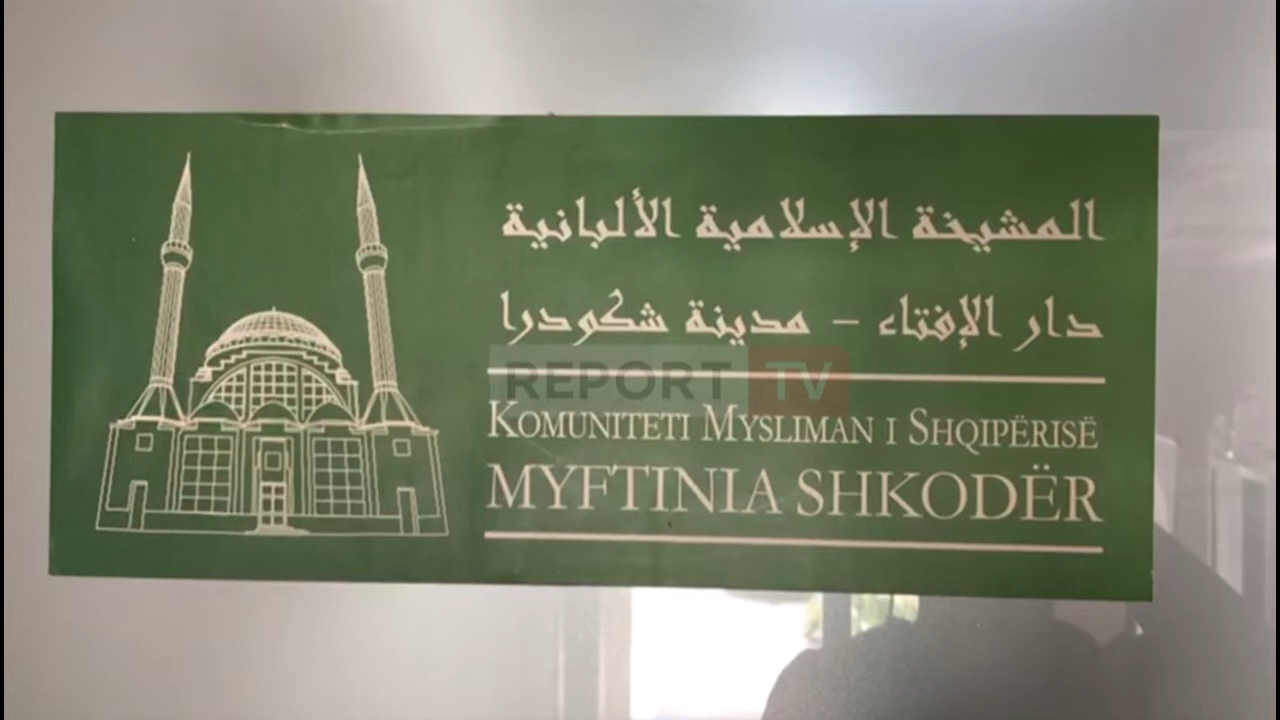 المشيخة الإسلامية الألبانية
دار الإفتاء - مدينة شكودرا
REPORT TV
KOMUNITETI MYSLIMAN I SHQIPËRISË
MYFTINIA SHKODËR